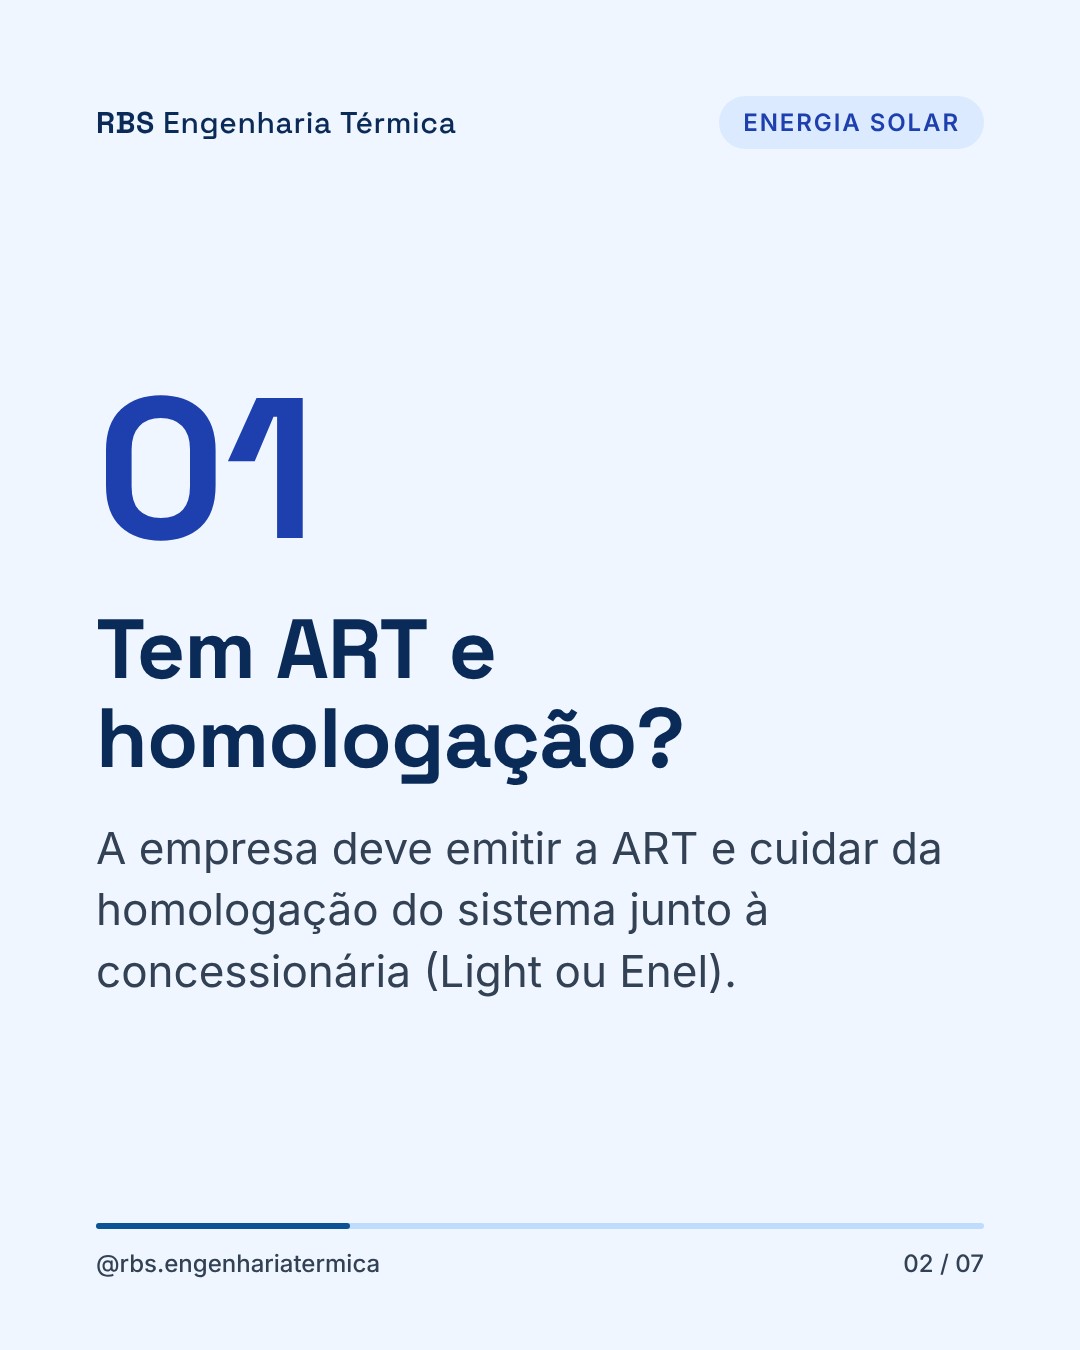 RBS Engenharia Térmica
ENERGIA SOLAR
01
Tem ART e
homologação?
A empresa deve emitir a ART e cuidar da
homologação do sistema junto à
concessionária (Light ou Enel).
@rbs.engenhariatermica
02 / 07